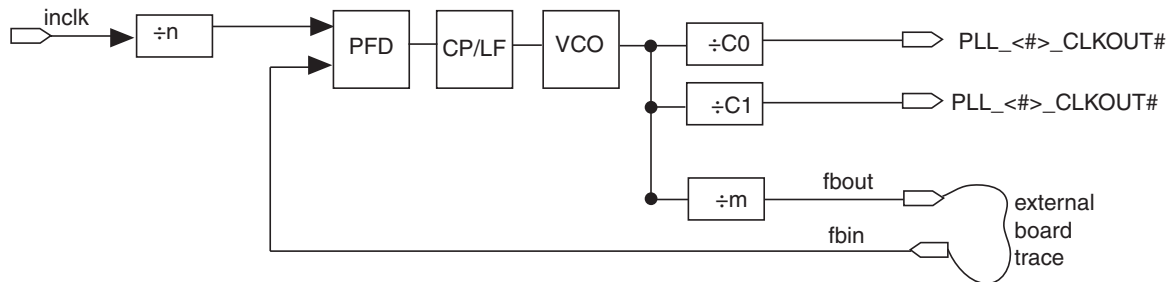 inclk
÷n
PFD
CP/LF
VCO
÷C0
PLL_<#>_CLKOUT#
÷C1
PLL_<#>_CLKOUT#
÷m
fbout
fbin
external
board
trace